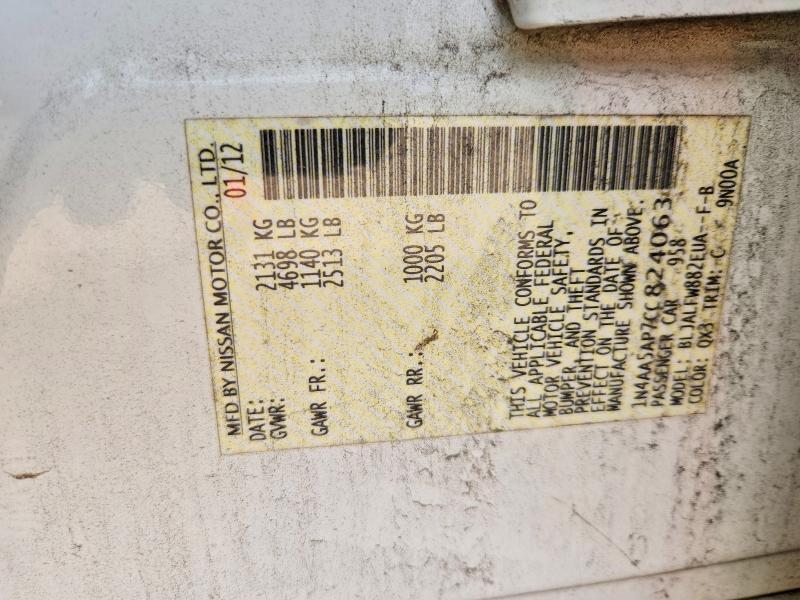 MFD BY NISSAN MOTOR CO., LTD.
DATE: 01/12
GVWR: 2131 KG
4698 LB
GAWR FR.: 1140 KG
2513 LB
GAWR RR.: 1000 KG
2205 LB
THIS VEHICLE CONFORMS TO
ALL APPLICABLE FEDERAL
MOTOR VEHICLE SAFETY,
BUMPER, AND THEFT
PREVENTION STANDARDS IN
EFFECT ON THE DATE OF
MANUFACTURE SHOWN ABOVE.
1N4AA5AP7CC824063
PASSENGER CAR 958
MODEL: BLJALFW882EUA--F-B
COLOR: QX3 TRIM: C 9N00A